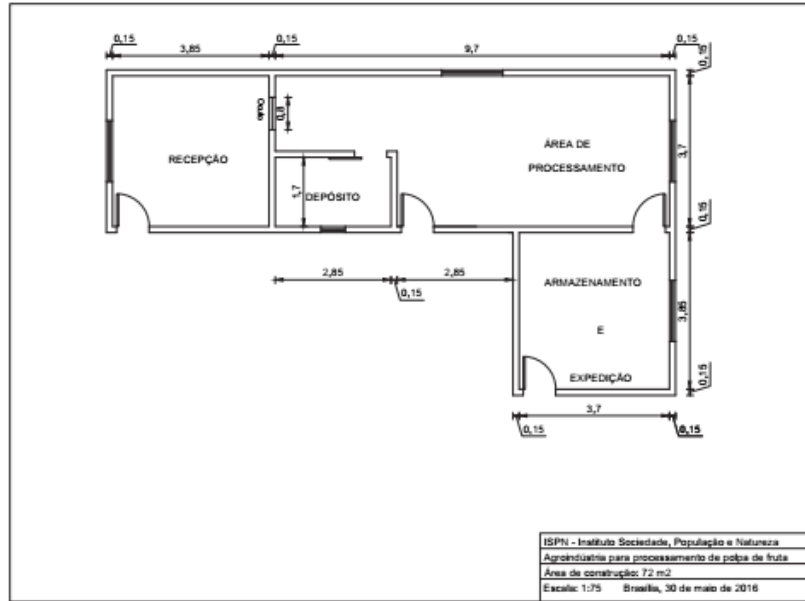 0,15
3,85
0,15
9,7
0,15
0,15
Óculo
0,8
RECEPÇÃO
ÁREA DE
PROCESSAMENTO
3,7
1,7
DEPÓSITO
0,15
2,85
0,15
2,85
ARMAZENAMENTO
E
EXPEDIÇÃO
3,85
0,15
0,15
3,7
0,15
ISPN - Instituto Sociedade, População e Natureza
Agroindústria para processamento de polpa de fruta
Área de construção: 72 m2
Escala: 1:75 Brasília, 30 de maio de 2016